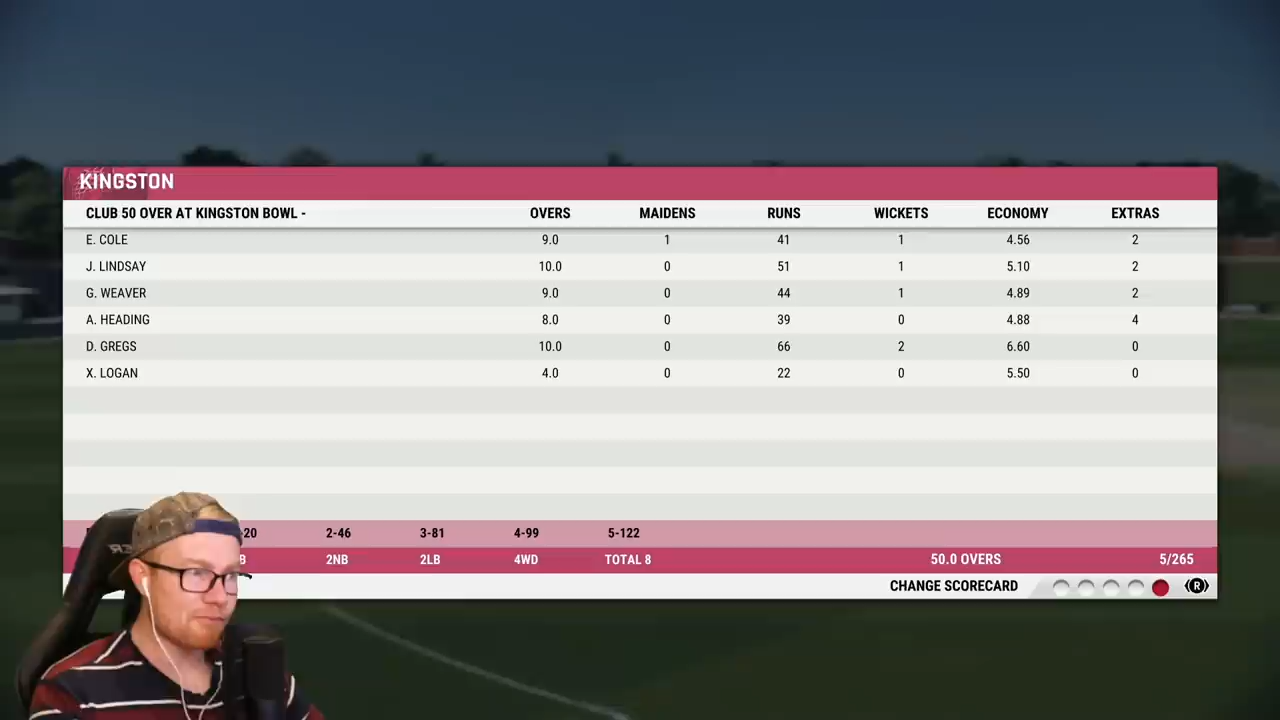 KINGSTON
CLUB 50 OVER AT KINGSTON BOWL - OVERS MAIDENS RUNS WICKETS ECONOMY EXTRAS
E. COLE 9.0 1 41 1 4.56 2
J. LINDSAY 10.0 0 51 1 5.10 2
G. WEAVER 9.0 0 44 1 4.89 2
A. HEADING 8.0 0 39 0 4.88 4
D. GREGS 10.0 0 66 2 6.60 0
X. LOGAN 4.0 0 22 0 5.50 0
-20 2-46 3-81 4-99 5-122
B 2NB 2LB 4WD TOTAL 8 50.0 OVERS 5/265
CHANGE SCORECARD R